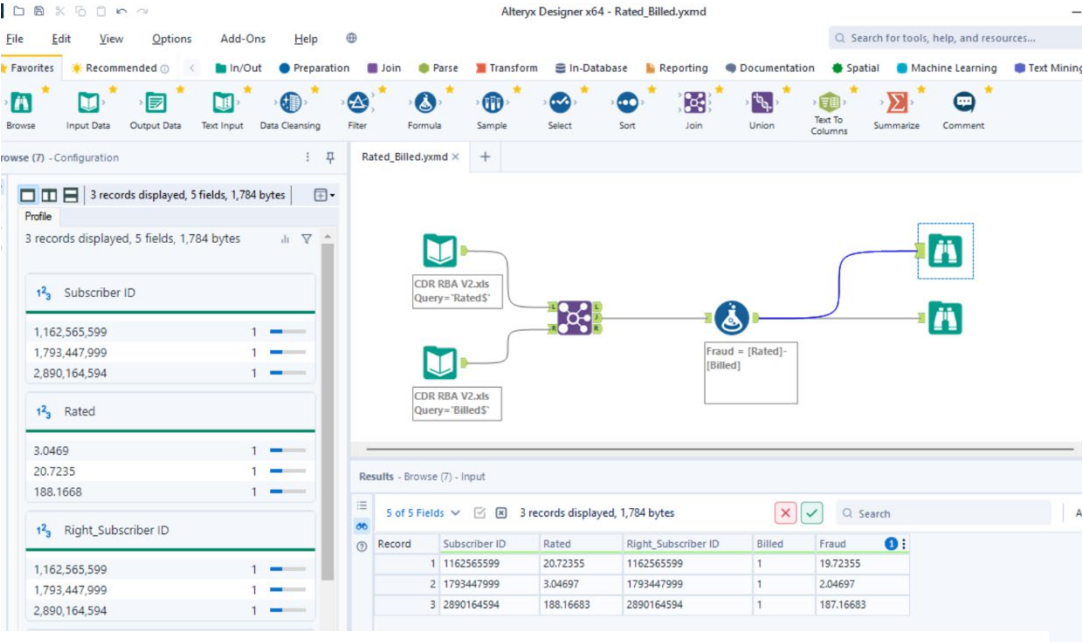 Alteryx Designer x64 - Rated_Billed.yxmd
File Edit View Options Add-Ons Help
Search for tools, help, and resources...
Favorites Recommended In/Out Preparation Join Parse Transform In-Database Reporting Documentation Spatial Machine Learning Text Mining
Browse Input Data Output Data Text Input Data Cleansing Filter Formula Sample Select Sort Join Union Text To Columns Summarize Comment
rowse (7) - Configuration
Rated_Billed.yxmd
3 records displayed, 5 fields, 1,784 bytes
Profile
3 records displayed, 5 fields, 1,784 bytes
123 Subscriber ID
1,162,565,599 1
1,793,447,999 1
2,890,164,594 1
123 Rated
3.0469 1
20.7235 1
188.1668 1
123 Right_Subscriber ID
1,162,565,599 1
1,793,447,999 1
2,890,164,594 1
CDR RBA V2.xls
Query=`Rated$`
CDR RBA V2.xls
Query=`Billed$`
L
R
L
J
R
Fraud = [Rated]-
[Billed]
Results - Browse (7) - Input
5 of 5 Fields 3 records displayed, 1,784 bytes Search A
Record Subscriber ID Rated Right_Subscriber ID Billed Fraud 1
1 1162565599 20.72355 1162565599 1 19.72355
2 1793447999 3.04697 1793447999 1 2.04697
3 2890164594 188.16683 2890164594 1 187.16683